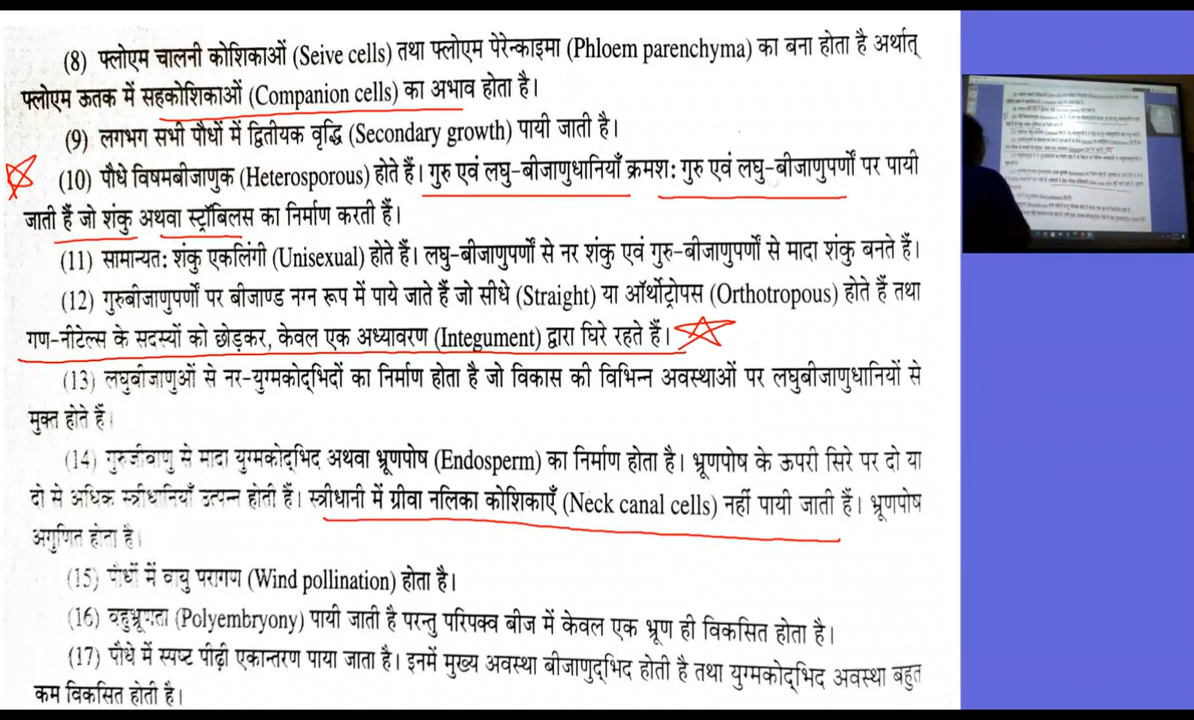 (8) फ्लोएम चालनी कोशिकाओं (Seive cells) तथा फ्लोएम पेरेन्काइमा (Phloem parenchyma) का बना होता है अर्थात्
फ्लोएम ऊतक में सहकोशिकाओं (Companion cells) का अभाव होता है।
(9) लगभग सभी पौधों में द्वितीयक वृद्धि (Secondary growth) पायी जाती है।
(10) पौधे विषमबीजाणुक (Heterosporous) होते हैं। गुरु एवं लघु-बीजाणुधानियाँ क्रमश: गुरु एवं लघु-बीजाणुपर्णों पर पायी
जाती हैं जो शंकु अथवा स्ट्रॉबिलस का निर्माण करती हैं।
(11) सामान्यत: शंकु एकलिंगी (Unisexual) होते हैं। लघु-बीजाणुपर्णों से नर शंकु एवं गुरु-बीजाणुपर्णों से मादा शंकु बनते हैं।
(12) गुरुबीजाणुपर्णों पर बीजाण्ड नग्न रूप में पाये जाते हैं जो सीधे (Straight) या ऑर्थोट्रोपस (Orthotropous) होते हैं तथा
गण-नीटेल्स के सदस्यों को छोड़कर, केवल एक अध्यावरण (Integument) द्वारा घिरे रहते हैं।
(13) लघुबीजाणुओं से नर-युग्मकोद्भिदों का निर्माण होता है जो विकास की विभिन्न अवस्थाओं पर लघुबीजाणुधानियों से
मुक्त होते हैं।
(14) गुरुजीवाणु से मादा युग्मकोद्भिद अथवा भ्रूणपोष (Endosperm) का निर्माण होता है। भ्रूणपोष के ऊपरी सिरे पर दो या
दो से अधिक स्त्रीधानियाँ उत्पन्न होती हैं। स्त्रीधानी में ग्रीवा नलिका कोशिकाएँ (Neck canal cells) नहीं पायी जाती हैं। भ्रूणपोष
अगुणित होता है।
(15) पौधों में वायु परागण (Wind pollination) होता है।
(16) बहुभ्रूणता (Polyembryony) पायी जाती है परन्तु परिपक्व बीज में केवल एक भ्रूण ही विकसित होता है।
(17) पौधे में स्पष्ट पीढ़ी एकान्तरण पाया जाता है। इनमें मुख्य अवस्था बीजाणुद्भिद होती है तथा युग्मकोद्भिद अवस्था बहुत
कम विकसित होती है।